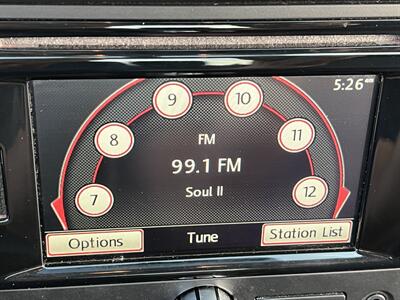 5:26
9 10
FM
8 11
99.1 FM
Soul II
7 12
Options Tune Station List